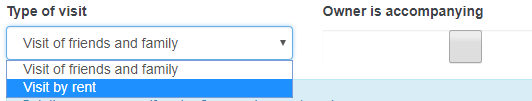 Type of visit
Owner is accompanying
Visit of friends and family
Visit of friends and family
Visit by rent